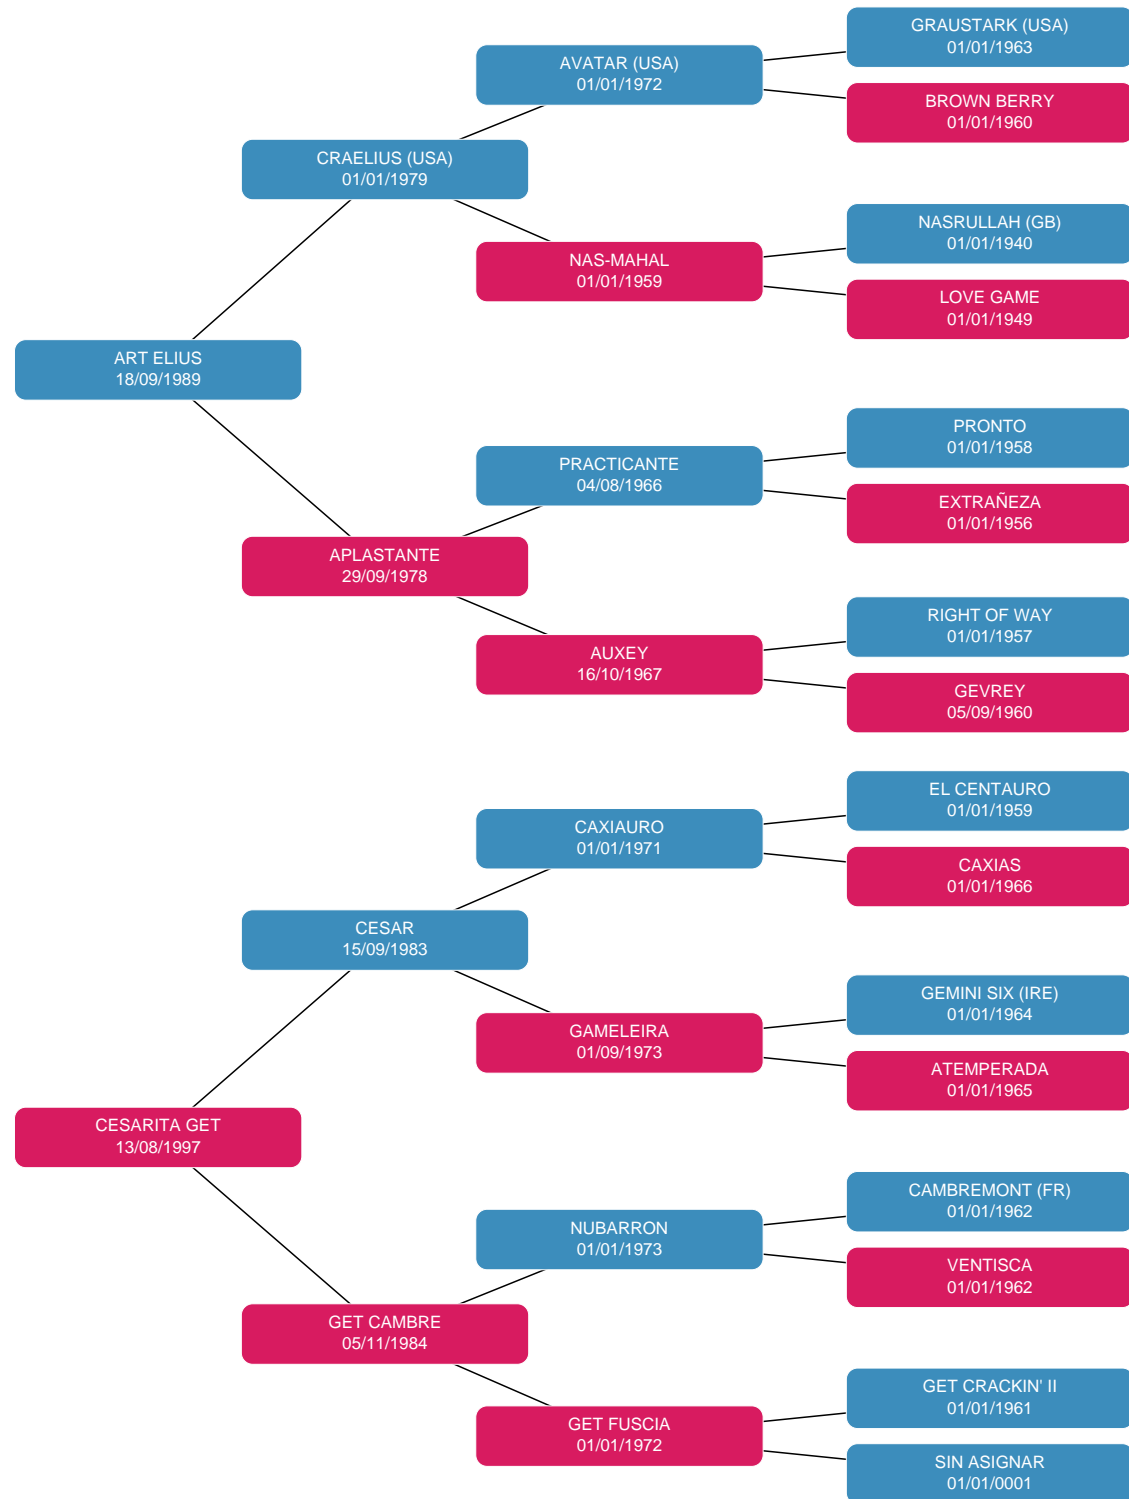 GRAUSTARK (USA)
01/01/1963
AVATAR (USA)
01/01/1972
BROWN BERRY
01/01/1960
CRAELIUS (USA)
01/01/1979
NASRULLAH (GB)
01/01/1940
NAS-MAHAL
01/01/1959
LOVE GAME
01/01/1949
ART ELIUS
18/09/1989
PRONTO
01/01/1958
PRACTICANTE
04/08/1966
EXTRAÑEZA
01/01/1956
APLASTANTE
29/09/1978
RIGHT OF WAY
01/01/1957
AUXEY
16/10/1967
GEVREY
05/09/1960
EL CENTAURO
01/01/1959
CAXIAURO
01/01/1971
CAXIAS
01/01/1966
CESAR
15/09/1983
GEMINI SIX (IRE)
01/01/1964
GAMELEIRA
01/09/1973
ATEMPERADA
01/01/1965
CESARITA GET
13/08/1997
CAMBREMONT (FR)
01/01/1962
NUBARRON
01/01/1973
VENTISCA
01/01/1962
GET CAMBRE
05/11/1984
GET CRACKIN' II
01/01/1961
GET FUSCIA
01/01/1972
SIN ASIGNAR
01/01/0001